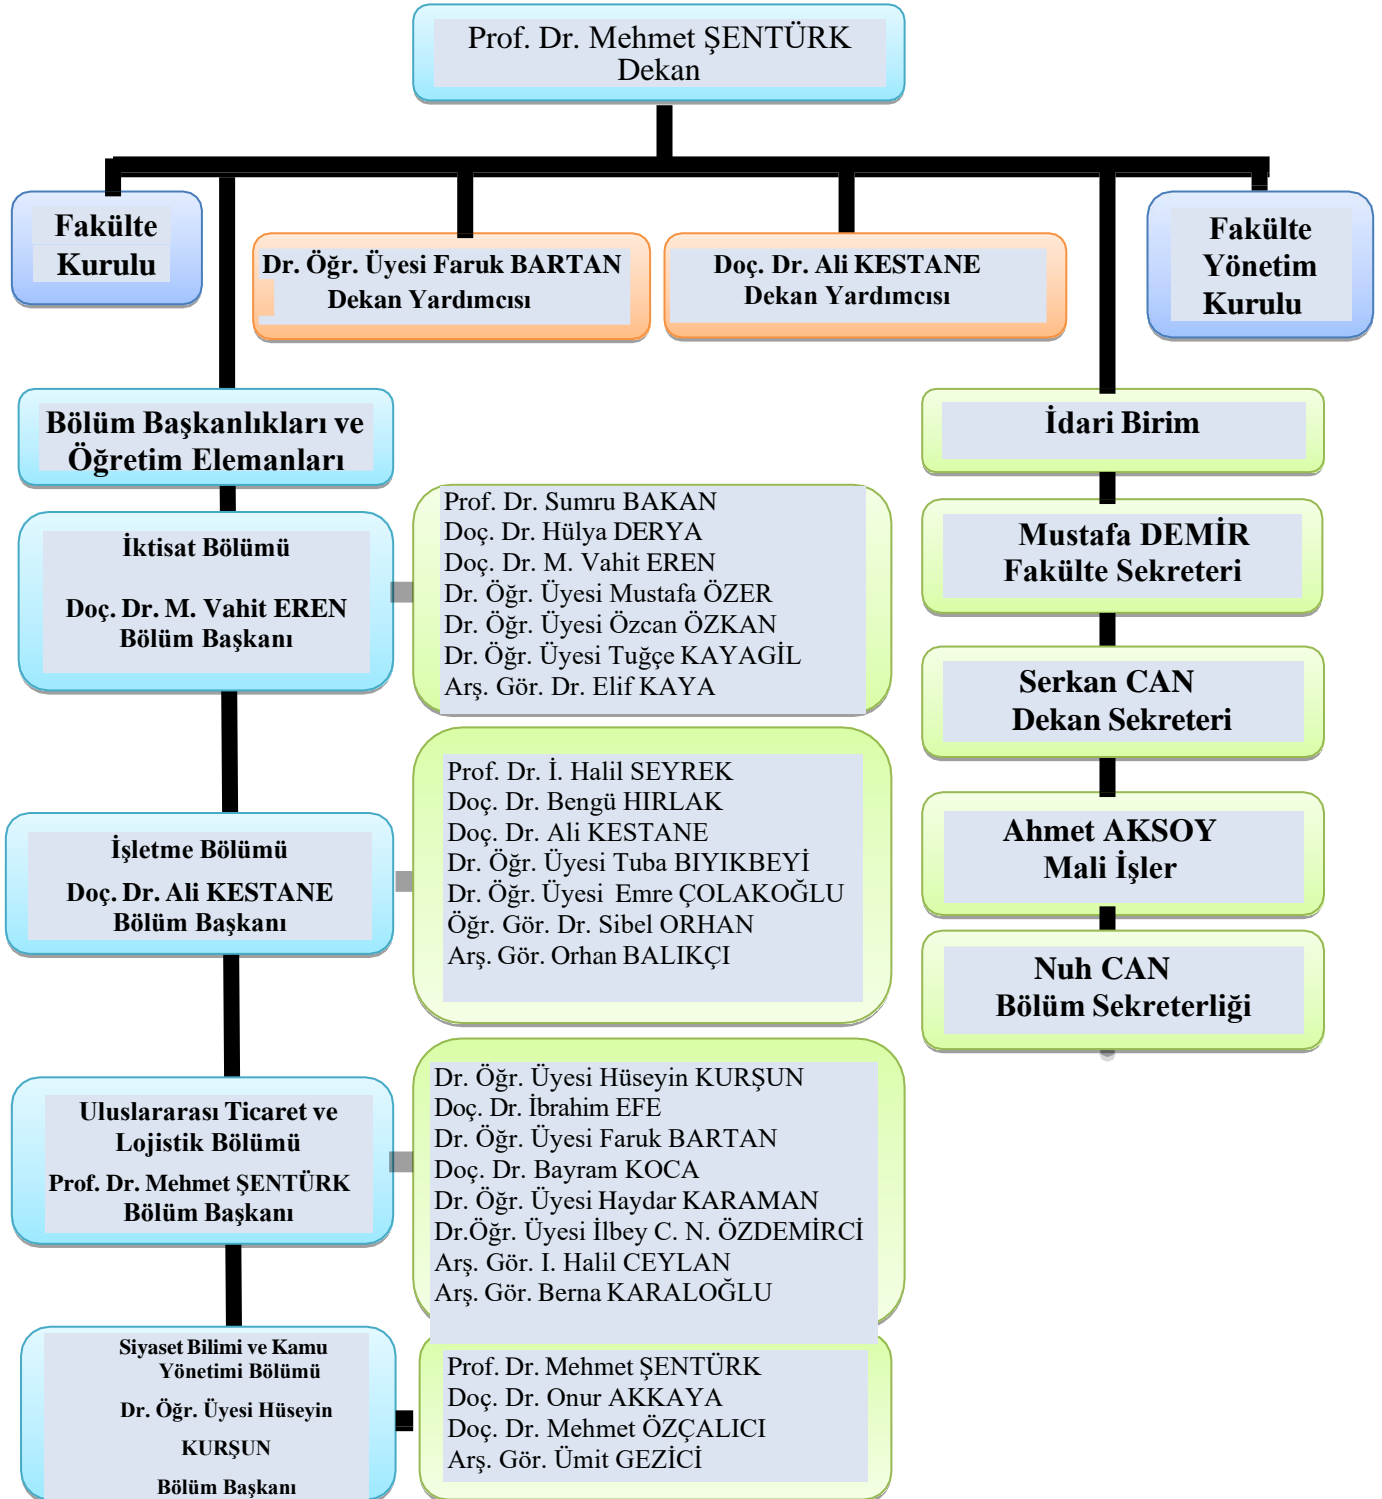 Prof. Dr. Mehmet ŞENTÜRK
Dekan
Fakülte
Kurulu
Dr. Öğr. Üyesi Faruk BARTAN
Dekan Yardımcısı
Doç. Dr. Ali KESTANE
Dekan Yardımcısı
Fakülte
Yönetim
Kurulu
Bölüm Başkanlıkları ve
Öğretim Elemanları
İktisat Bölümü
Doç. Dr. M. Vahit EREN
Bölüm Başkanı
Prof. Dr. Sumru BAKAN
Doç. Dr. Hülya DERYA
Doç. Dr. M. Vahit EREN
Dr. Öğr. Üyesi Mustafa ÖZER
Dr. Öğr. Üyesi Özcan ÖZKAN
Dr. Öğr. Üyesi Tuğçe KAYAGİL
Arş. Gör. Dr. Elif KAYA
İşletme Bölümü
Doç. Dr. Ali KESTANE
Bölüm Başkanı
Prof. Dr. İ. Halil SEYREK
Doç. Dr. Bengü HIRLAK
Doç. Dr. Ali KESTANE
Dr. Öğr. Üyesi Tuba BIYIKBEYİ
Dr. Öğr. Üyesi Emre ÇOLAKOĞLU
Öğr. Gör. Dr. Sibel ORHAN
Arş. Gör. Orhan BALIKÇI
Uluslararası Ticaret ve
Lojistik Bölümü
Prof. Dr. Mehmet ŞENTÜRK
Bölüm Başkanı
Dr. Öğr. Üyesi Hüseyin KURŞUN
Doç. Dr. İbrahim EFE
Dr. Öğr. Üyesi Faruk BARTAN
Doç. Dr. Bayram KOCA
Dr. Öğr. Üyesi Haydar KARAMAN
Dr.Öğr. Üyesi İlbey C. N. ÖZDEMİRCİ
Arş. Gör. I. Halil CEYLAN
Arş. Gör. Berna KARALOĞLU
Siyaset Bilimi ve Kamu
Yönetimi Bölümü
Dr. Öğr. Üyesi Hüseyin
KURŞUN
Bölüm Başkanı
Prof. Dr. Mehmet ŞENTÜRK
Doç. Dr. Onur AKKAYA
Doç. Dr. Mehmet ÖZÇALICI
Arş. Gör. Ümit GEZİCİ
İdari Birim
Mustafa DEMİR
Fakülte Sekreteri
Serkan CAN
Dekan Sekreteri
Ahmet AKSOY
Mali İşler
Nuh CAN
Bölüm Sekreterliği